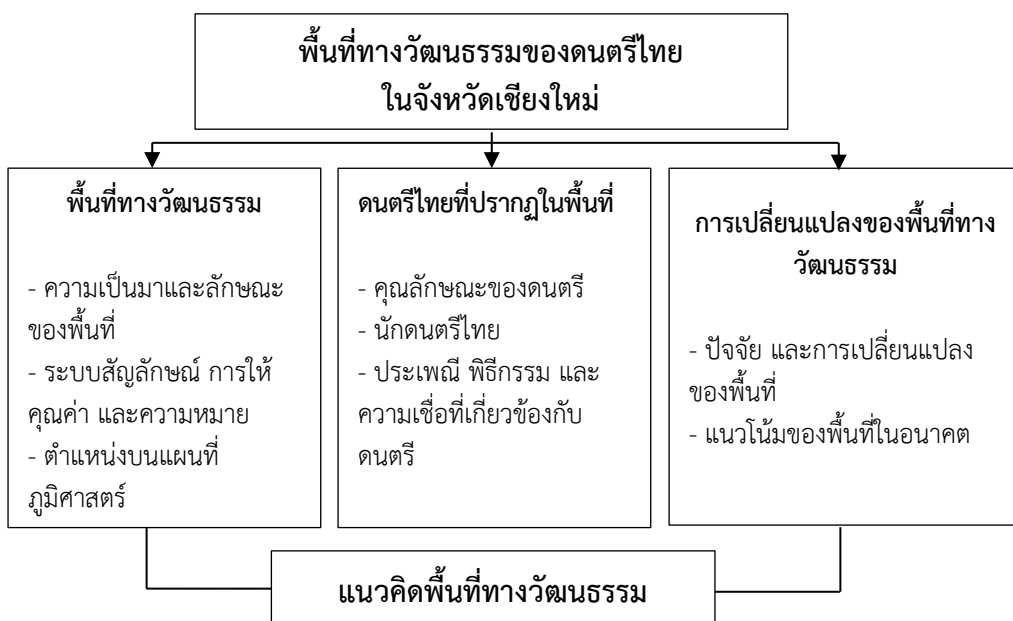 พื้นที่ทางวัฒนธรรมของดนตรีไทย
ในจังหวัดเชียงใหม่
พื้นที่ทางวัฒนธรรม
- ความเป็นมาและลักษณะ
ของพื้นที่
- ระบบสัญลักษณ์ การให้
คุณค่า และความหมาย
- ตำแหน่งบนแผนที่
ภูมิศาสตร์
ดนตรีไทยที่ปรากฏในพื้นที่
- คุณลักษณะของดนตรี
- นักดนตรีไทย
- ประเพณี พิธีกรรม และ
ความเชื่อที่เกี่ยวข้องกับ
ดนตรี
การเปลี่ยนแปลงของพื้นที่ทาง
วัฒนธรรม
- ปัจจัย และการเปลี่ยนแปลง
ของพื้นที่
- แนวโน้มของพื้นที่ในอนาคต
แนวคิดพื้นที่ทางวัฒนธรรม